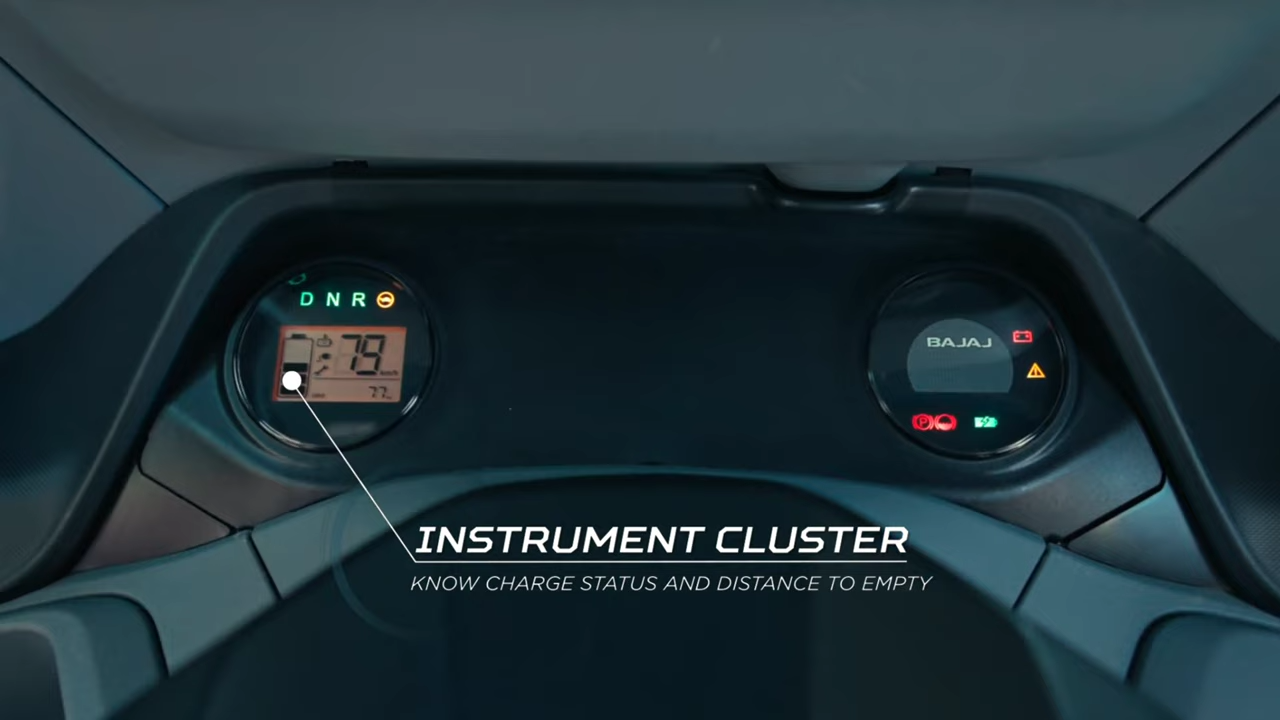 D N R
79
km/h
77
BAJAJ
P
INSTRUMENT CLUSTER
KNOW CHARGE STATUS AND DISTANCE TO EMPTY